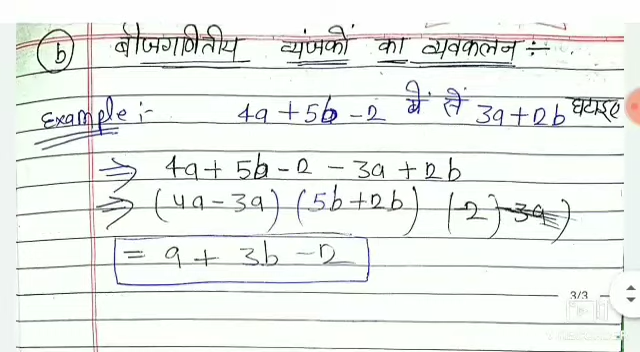 (b) बीजगणितीय व्यंजकों का व्यवकलन ÷
Example :- 4a + 5b - 2 में से 3a + 2b घटाइए
⇒ 4a + 5b - 2 - 3a + 2b
⇒ (4a - 3a) (5b + 2b) (-2)
= a + 3b - 2
3/3